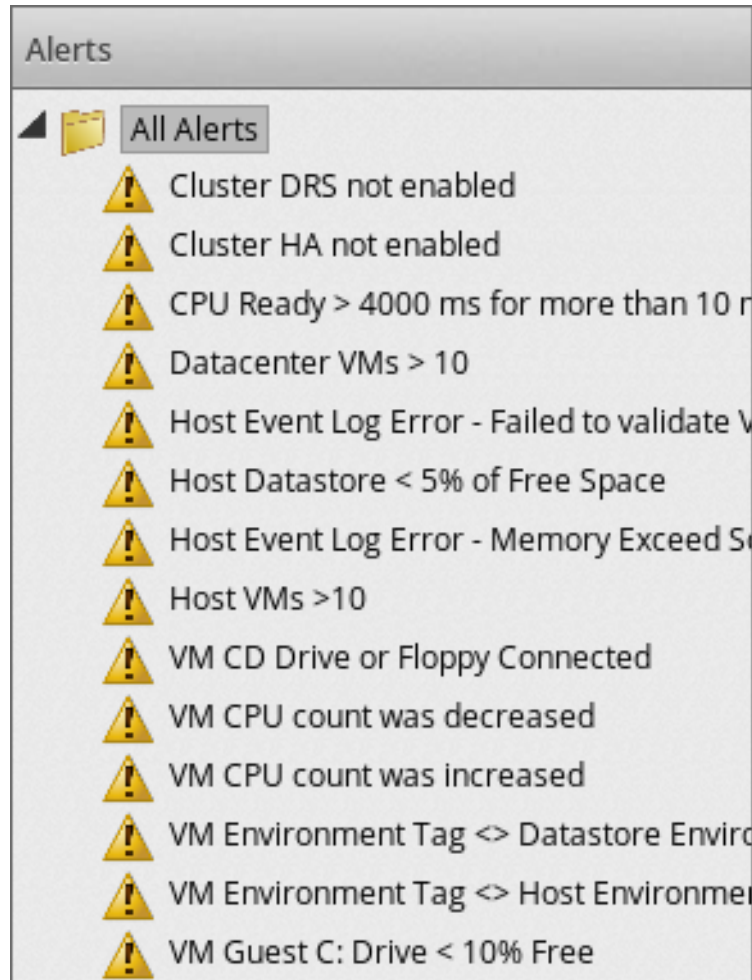 Alerts
All Alerts
Cluster DRS not enabled
Cluster HA not enabled
CPU Ready > 4000 ms for more than 10
Datacenter VMs > 10
Host Event Log Error - Failed to validate
Host Datastore < 5% of Free Space
Host Event Log Error - Memory Exceed
Host VMs >10
VM CD Drive or Floppy Connected
VM CPU count was decreased
VM CPU count was increased
VM Environment Tag <> Datastore
VM Environment Tag <> Host
VM Guest C: Drive < 10% Free